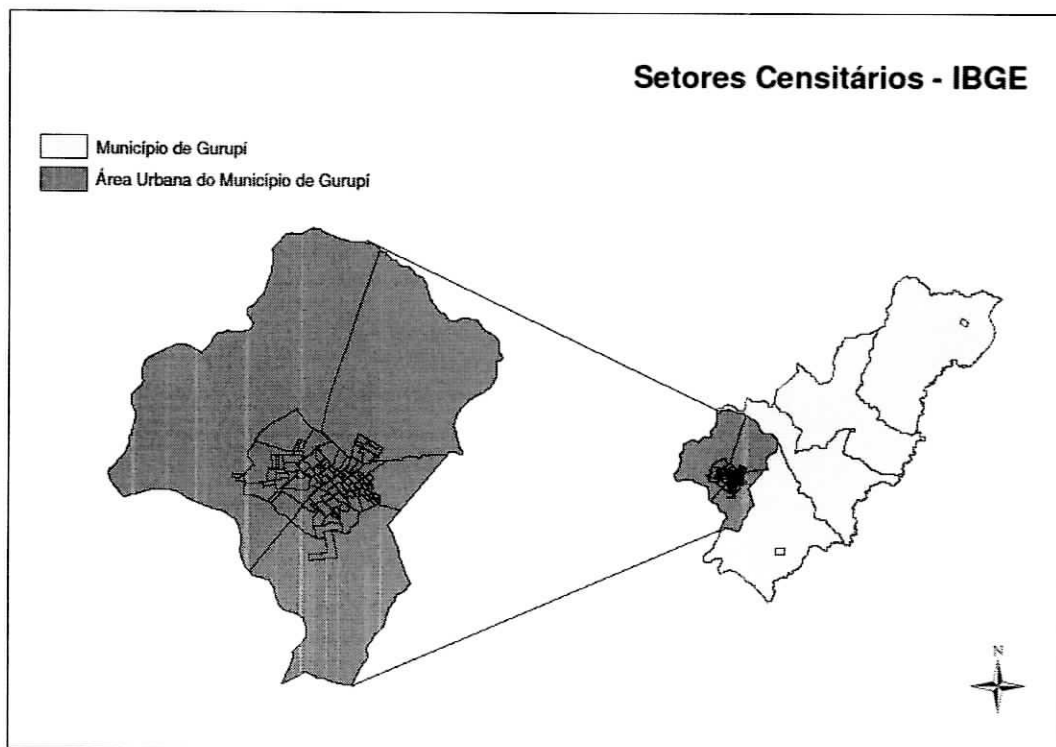 Setores Censitários - IBGE
Município de Gurupí
Área Urbana do Município de Gurupí
N